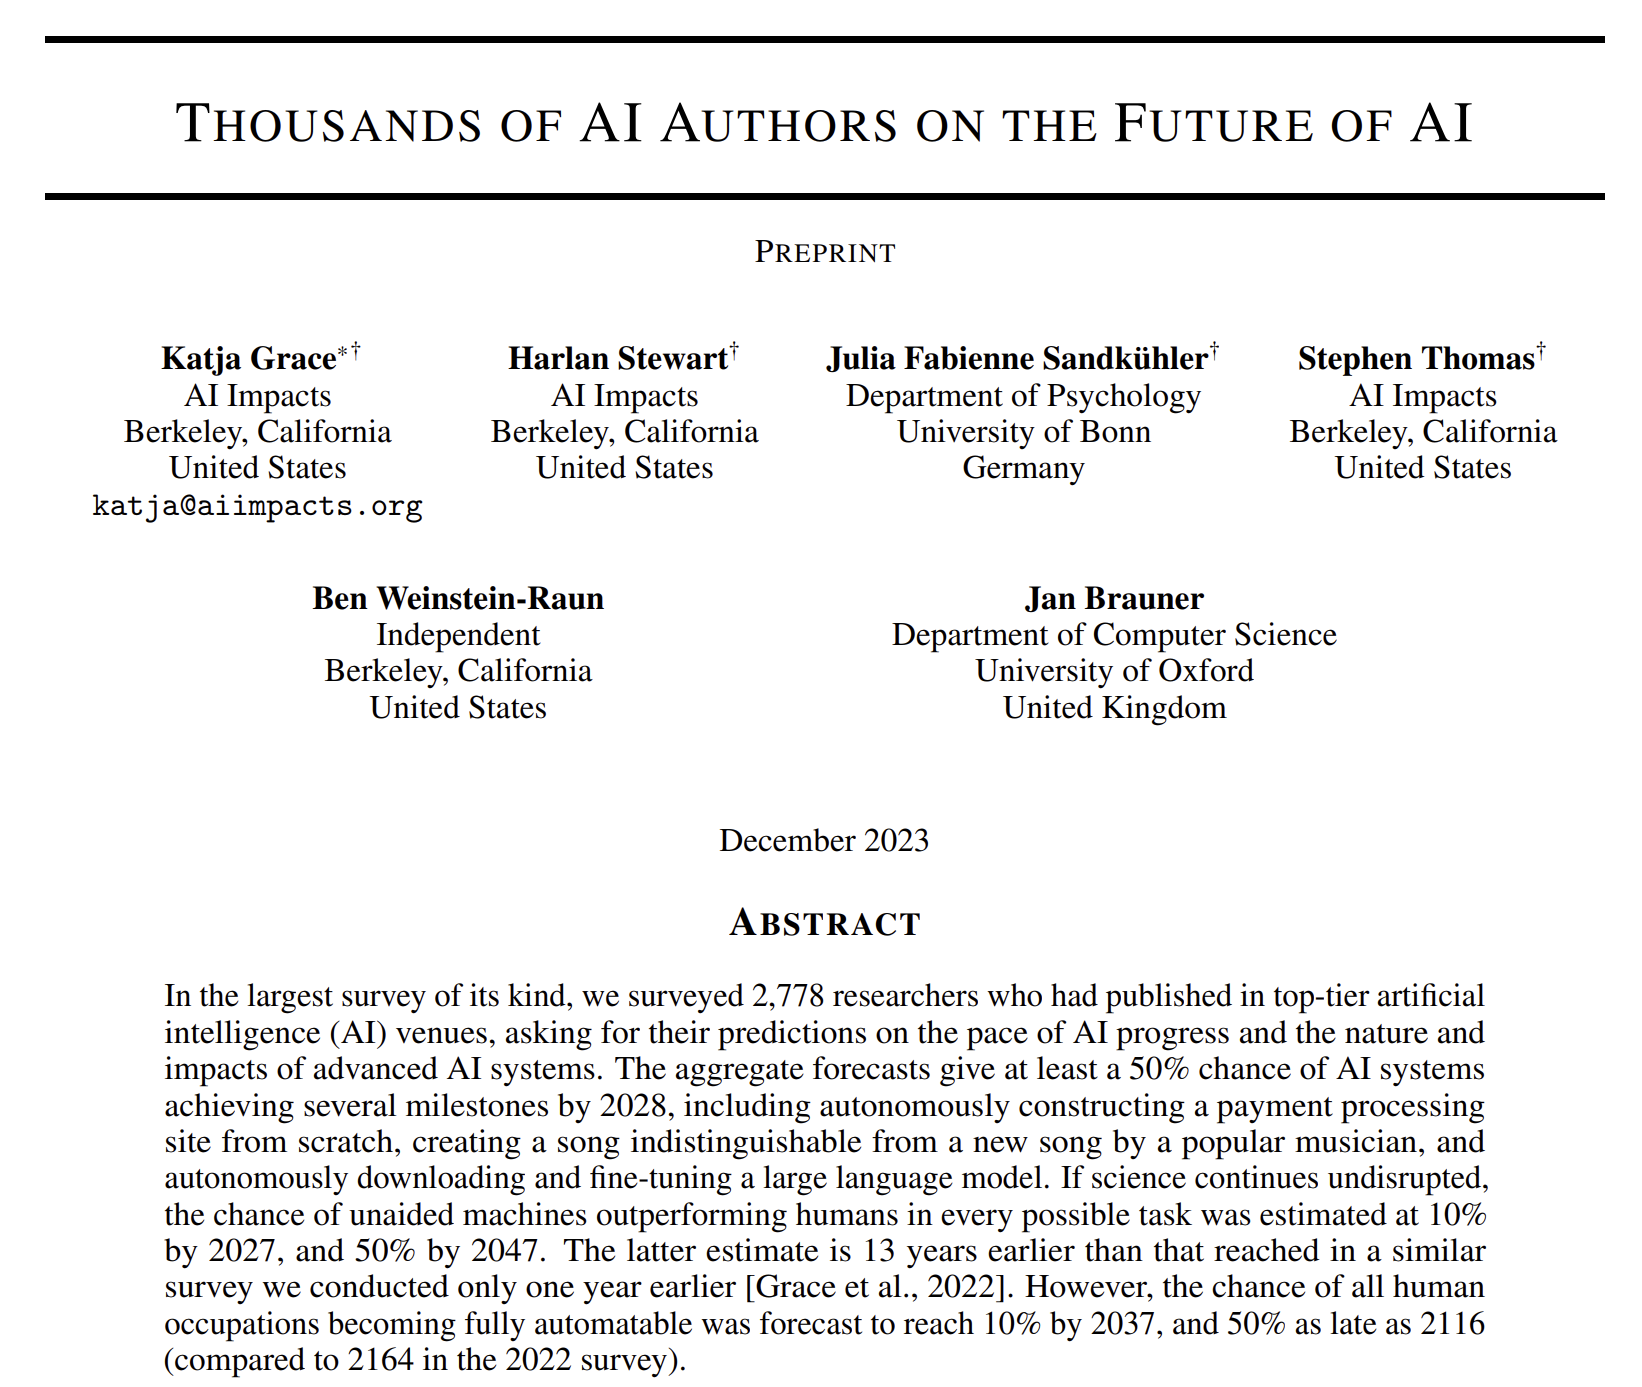 THOUSANDS OF AI AUTHORS ON THE FUTURE OF AI
PREPRINT
Katja Grace*†
AI Impacts
Berkeley, California
United States
katja@aiimpacts.org
Harlan Stewart†
AI Impacts
Berkeley, California
United States
Julia Fabienne Sandkühler†
Department of Psychology
University of Bonn
Germany
Stephen Thomas†
AI Impacts
Berkeley, California
United States
Ben Weinstein-Raun
Independent
Berkeley, California
United States
Jan Brauner
Department of Computer Science
University of Oxford
United Kingdom
December 2023
ABSTRACT
In the largest survey of its kind, we surveyed 2,778 researchers who had published in top-tier artificial
intelligence (AI) venues, asking for their predictions on the pace of AI progress and the nature and
impacts of advanced AI systems. The aggregate forecasts give at least a 50% chance of AI systems
achieving several milestones by 2028, including autonomously constructing a payment processing
site from scratch, creating a song indistinguishable from a new song by a popular musician, and
autonomously downloading and fine-tuning a large language model. If science continues undisrupted,
the chance of unaided machines outperforming humans in every possible task was estimated at 10%
by 2027, and 50% by 2047. The latter estimate is 13 years earlier than that reached in a similar
survey we conducted only one year earlier [Grace et al., 2022]. However, the chance of all human
occupations becoming fully automatable was forecast to reach 10% by 2037, and 50% as late as 2116
(compared to 2164 in the 2022 survey).